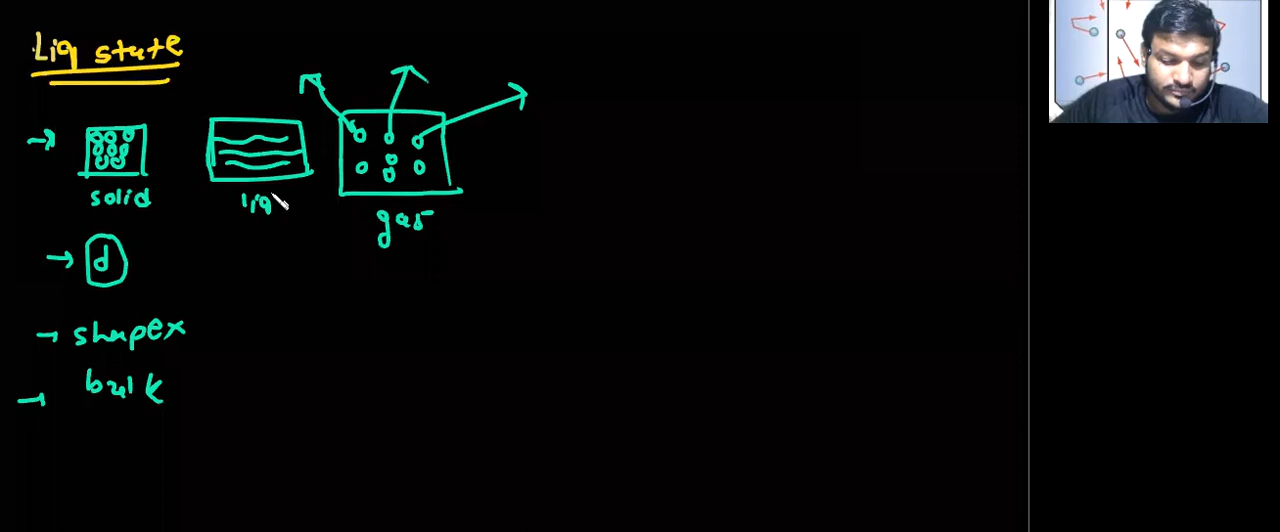 Liq state
→ solid liq gas
→ d
→ shape x
→ bulk